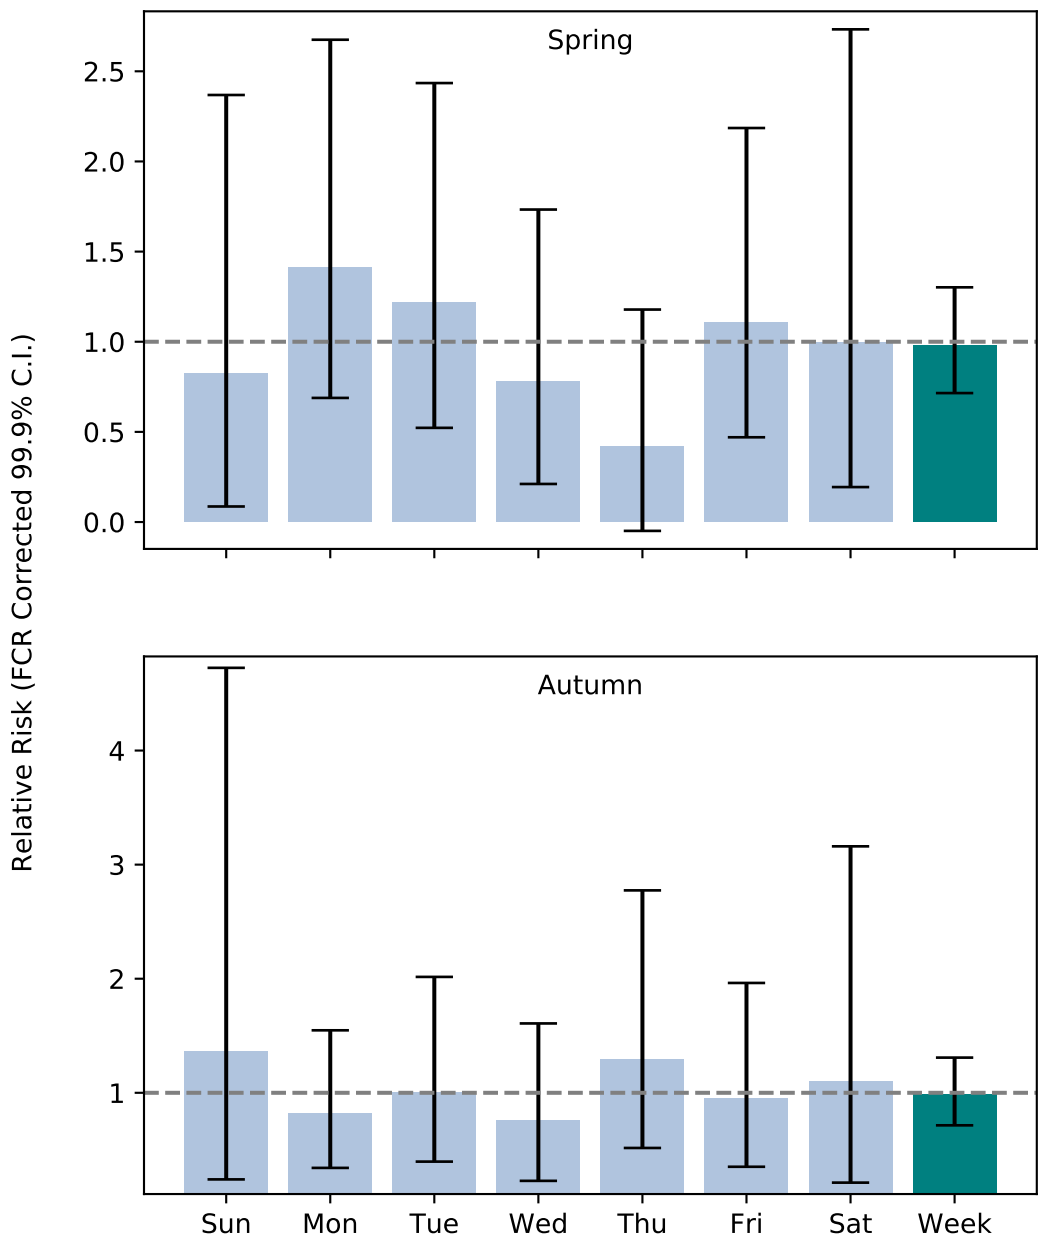 Relative Risk (FCR Corrected 99.9% C.I.)
Spring
2.5
2.0
1.5
1.0
0.5
0.0
Autumn
4
3
2
1
Sun Mon Tue Wed Thu Fri Sat Week